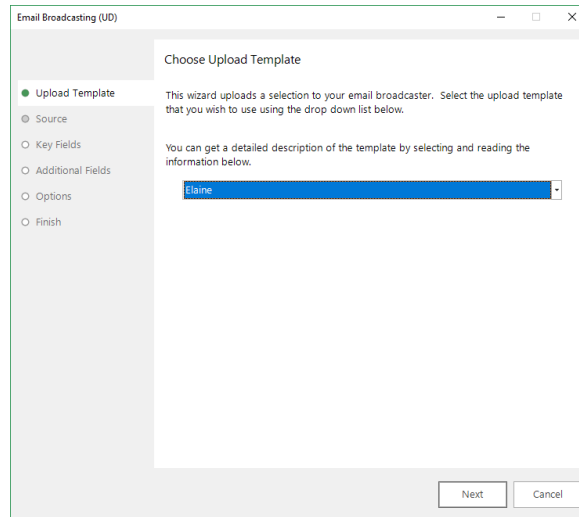 Email Broadcasting (UD)
Choose Upload Template
Upload Template
Source
Key Fields
Additional Fields
Options
Finish
This wizard uploads a selection to your email broadcaster. Select the upload template
that you wish to use using the drop down list below.
You can get a detailed description of the template by selecting and reading the
information below.
Elaine
Next
Cancel